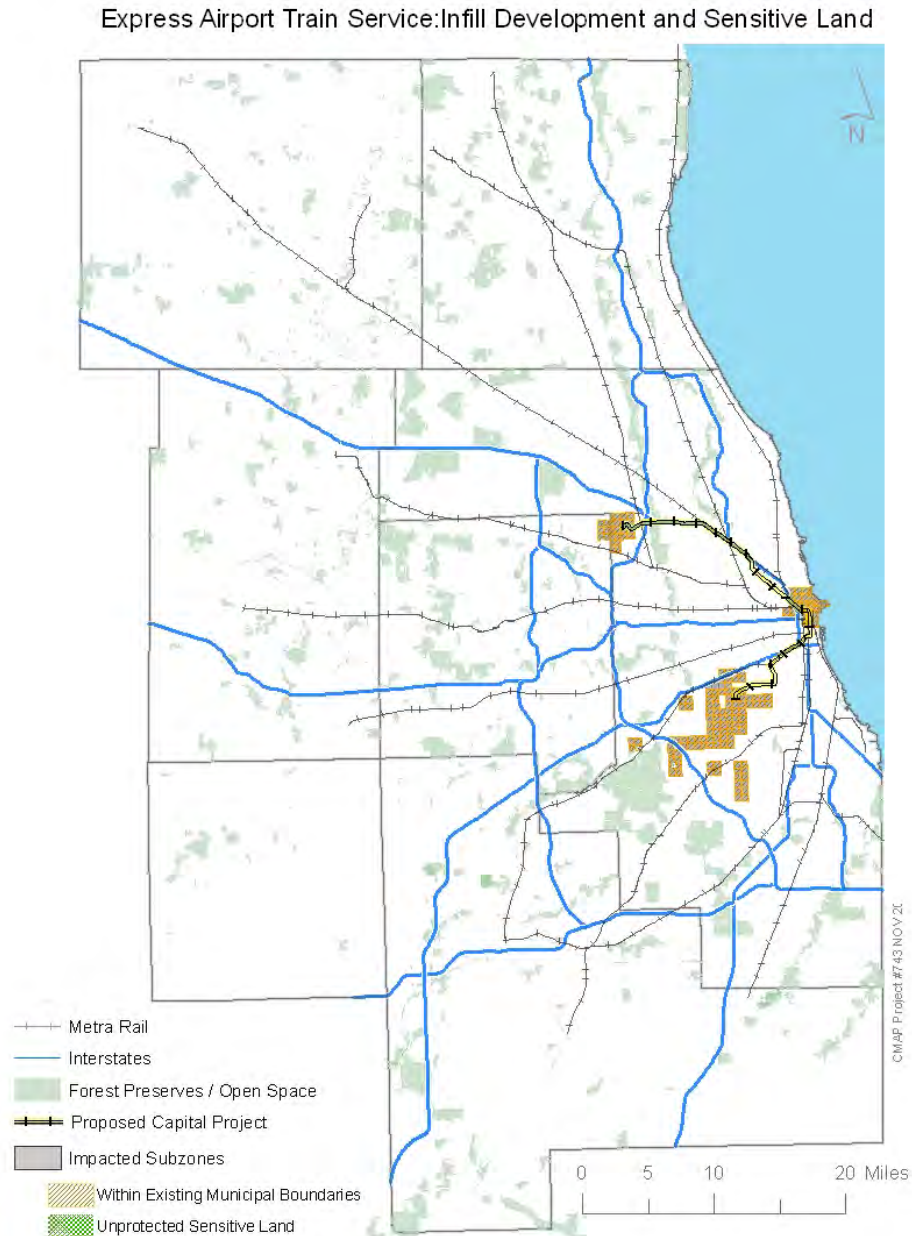 Express Airport Train Service:Infill Development and Sensitive Land
N
CMAP Project #743 NOV 20
Metra Rail
Interstates
Forest Preserves / Open Space
Proposed Capital Project
Impacted Subzones
Within Existing Municipal Boundaries
Unprotected Sensitive Land
0 5 10 20 Miles